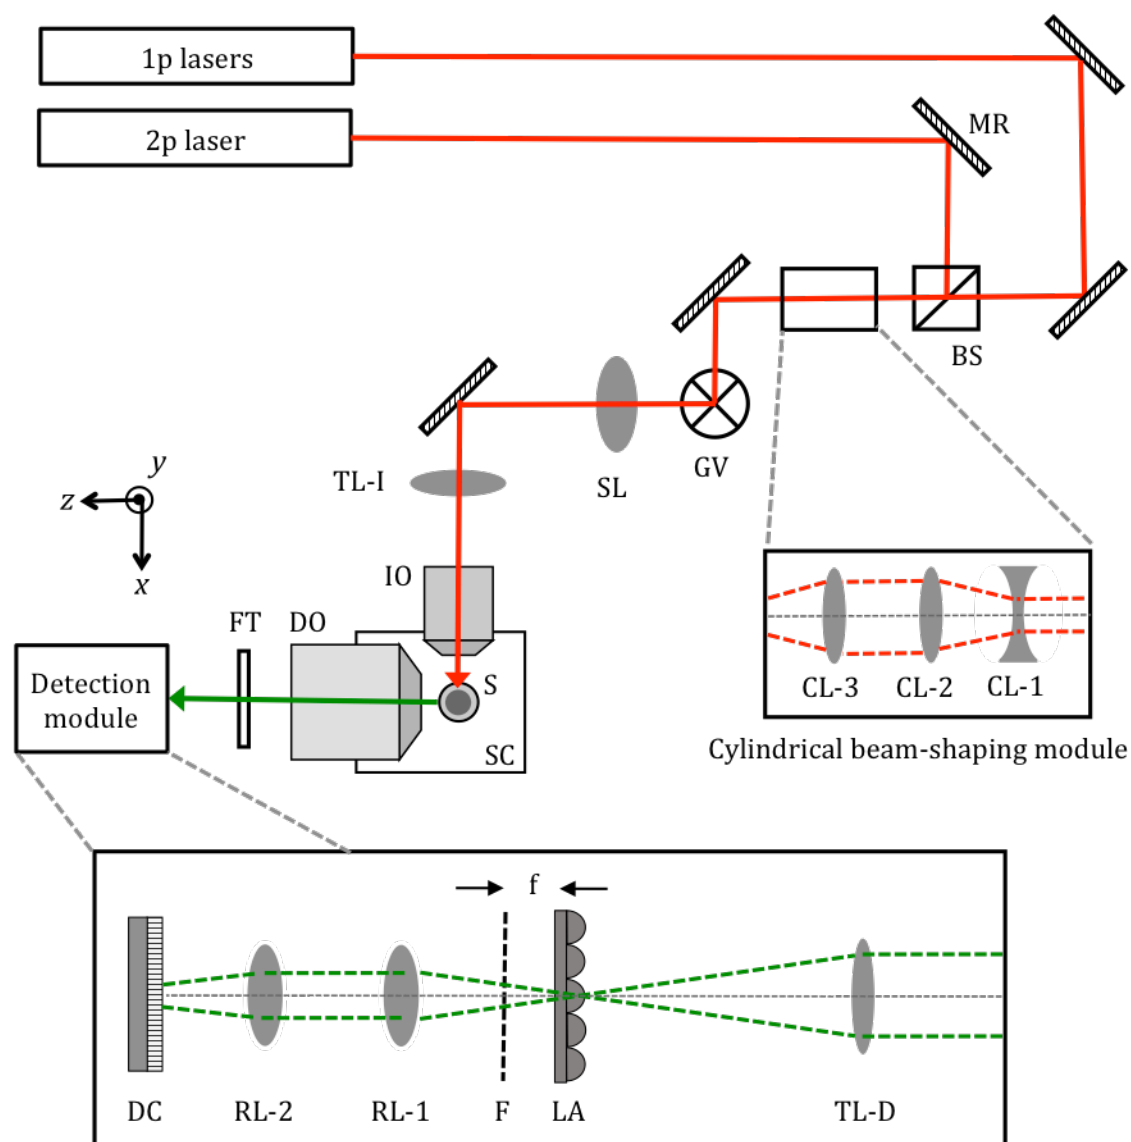 1p lasers
2p laser
MR
BS
GV
SL
TL-I
y
z
x
IO
FT
DO
S
SC
Detection
module
CL-3
CL-2
CL-1
Cylindrical beam-shaping module
f
DC
RL-2
RL-1
F
LA
TL-D